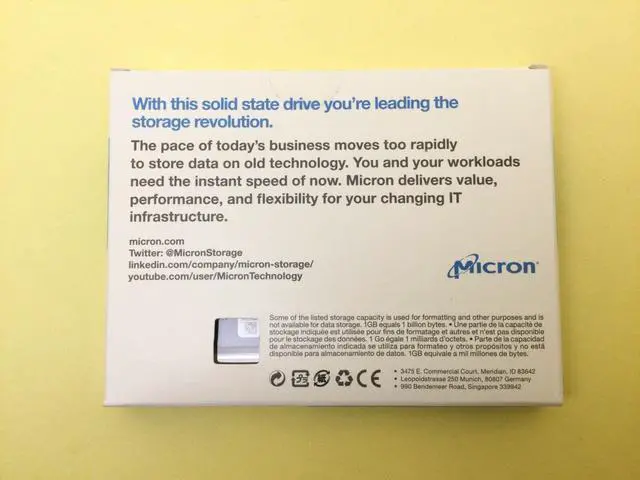 With this solid state drive you're leading the
storage revolution.
The pace of today's business moves too rapidly
to store data on old technology. You and your workloads
need the instant speed of now. Micron delivers value,
performance, and flexibility for your changing IT
infrastructure.
micron.com
Twitter: @MicronStorage
linkedin.com/company/micron-storage/
youtube.com/user/MicronTechnology
Micron
Some of the listed storage capacity is used for formatting and other purposes and is
not available for data storage. 1GB equals 1 billion bytes. • Une partie de la capacité de
stockage indiquée est utilisée pour fins de formatage et autres et n'est pas disponible
pour le stockage des données. 1 Go égale 1 milliards d'octets. • Parte de la capacidad
de almacenamiento indicada se utiliza para formateo y otros propósitos y no está
disponible para almacenamiento de datos. 1GB equivale a mil millones de bytes.
CE
• 3475 E. Commercial Court, Meridian, ID 83642
• Leopoldstrasse 250 Munich, 80807 Germany
• 990 Bendemeer Road, Singapore 339942